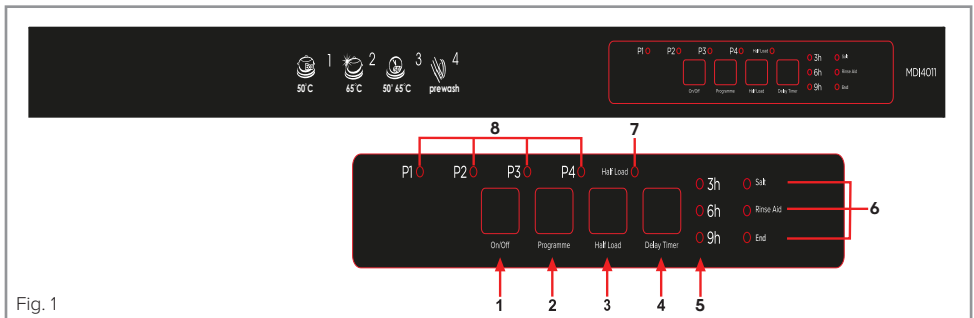 1 2 3 4
50°C 65°C 50° 65°C prewash
P1 P2 P3 P4 Half Load
3h Salt
6h Rinse Aid
9h End
On/Off Programme Half Load Delay Timer
MDI4011
8 7
P1 P2 P3 P4 Half Load
3h Salt
6h Rinse Aid
9h End
6
On/Off Programme Half Load Delay Timer
1 2 3 4 5
Fig. 1